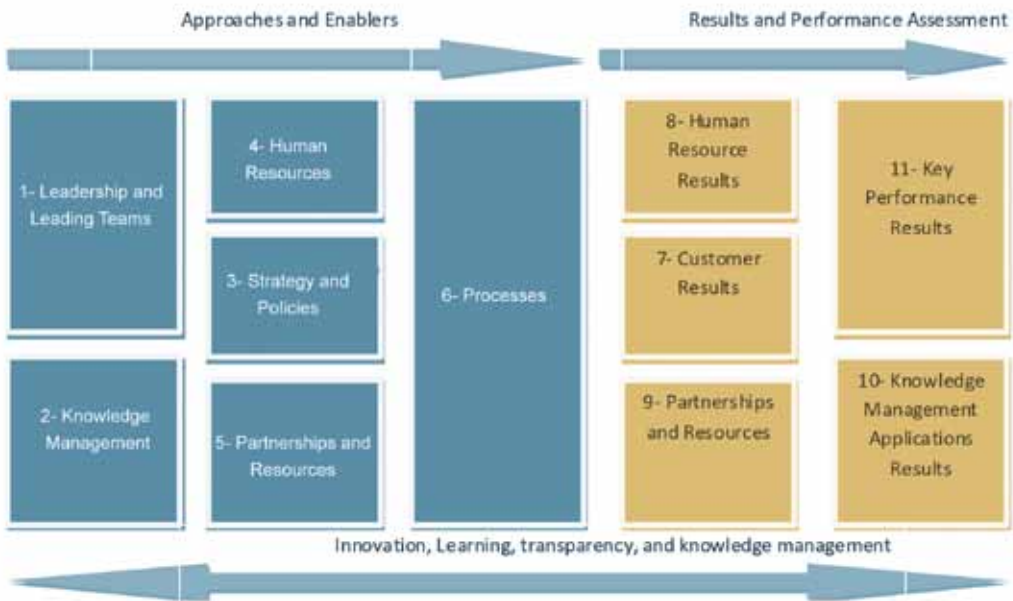 Approaches and Enablers
Results and Performance Assessment
1- Leadership and
Leading Teams
2- Knowledge
Management
4- Human
Resources
3- Strategy and
Policies
5- Partnerships and
Resources
6- Processes
8- Human
Resource
Results
7- Customer
Results
9- Partnerships
and Resources
11- Key
Performance
Results
10- Knowledge
Management
Applications
Results
Innovation, Learning, transparency, and knowledge management